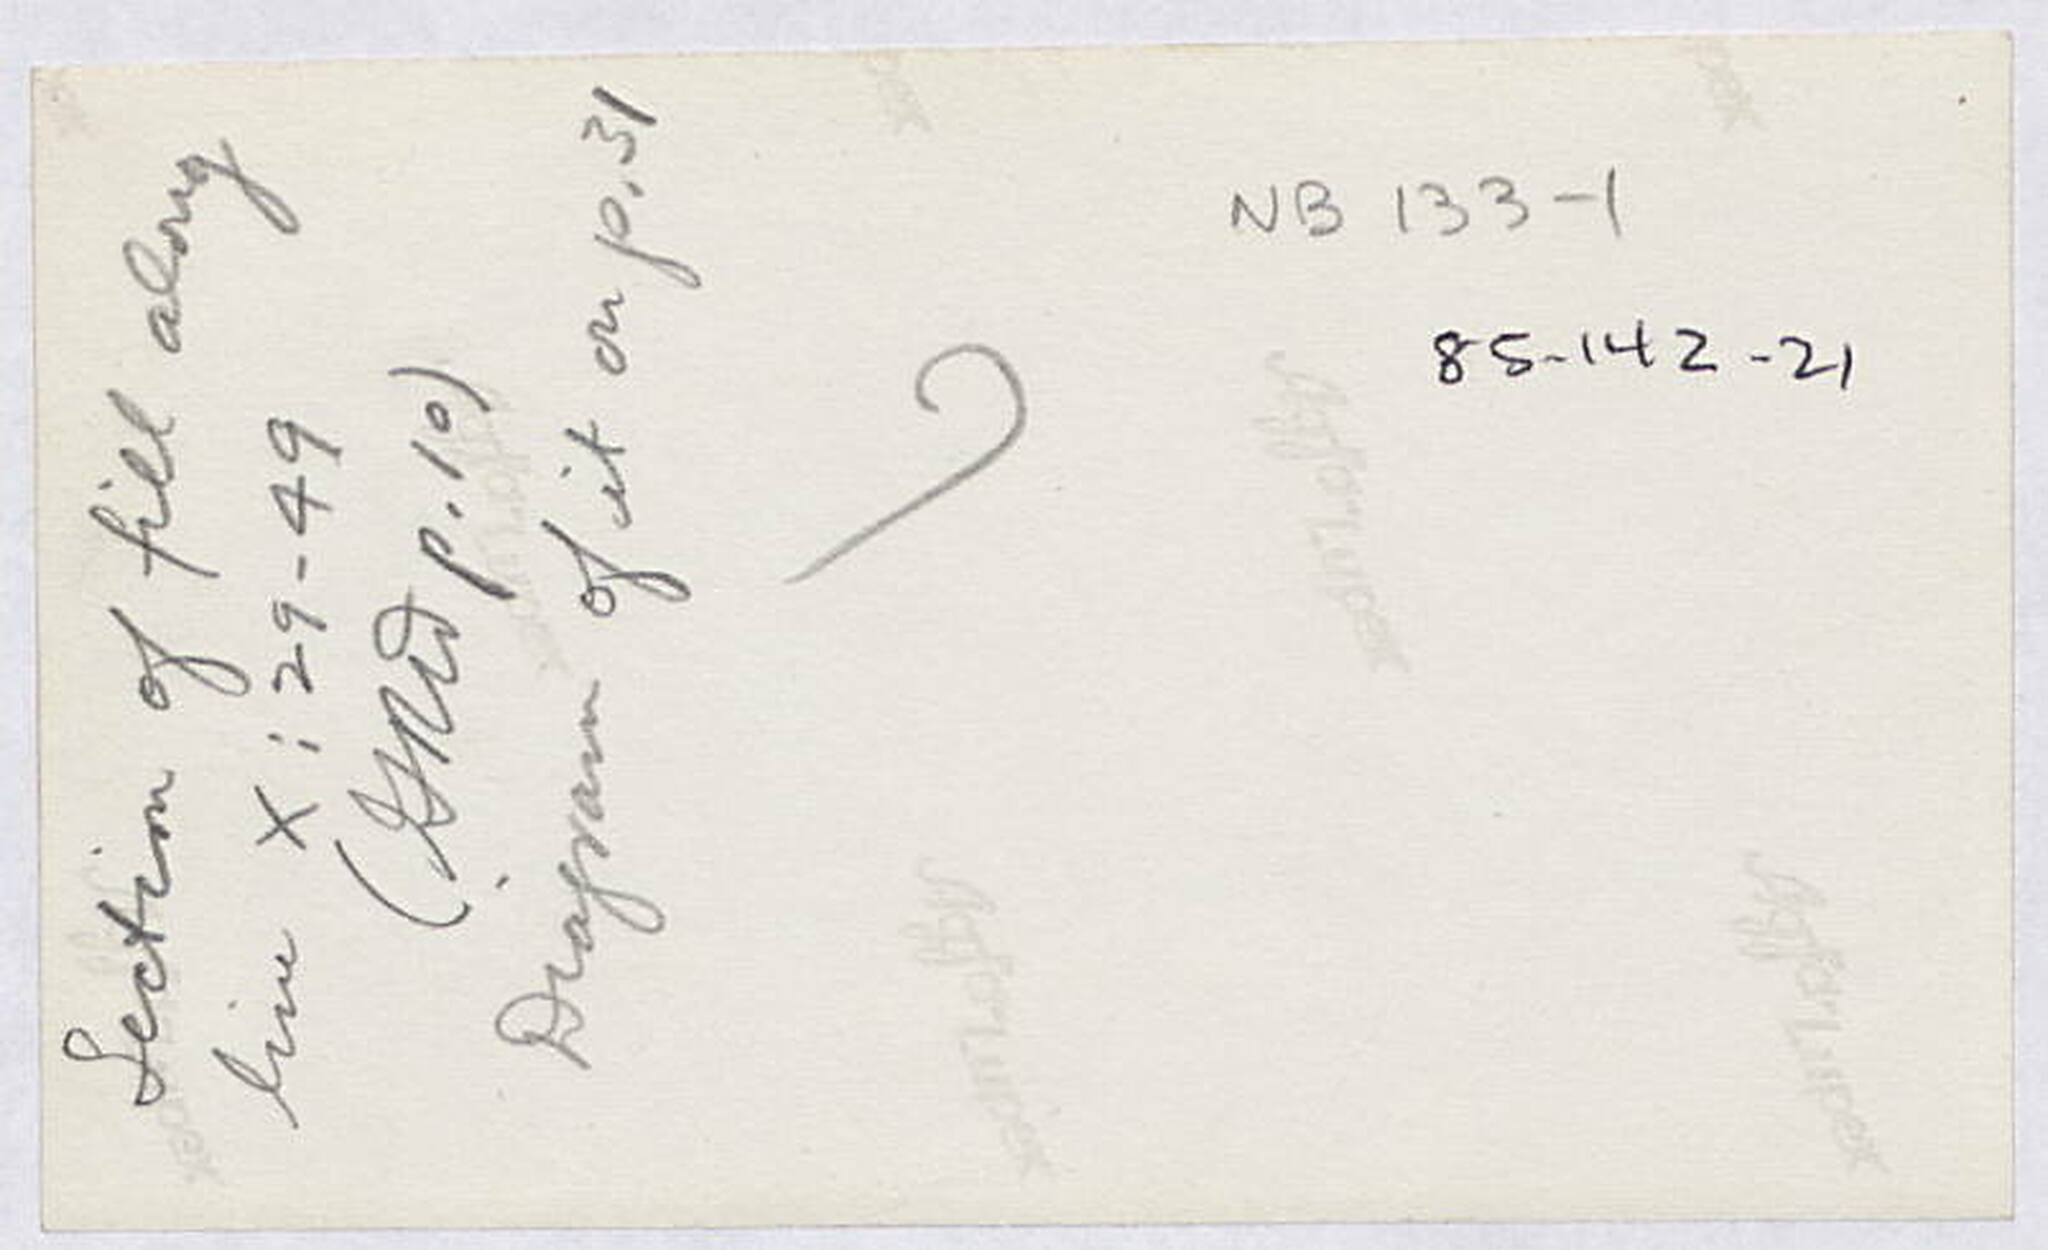 Section of fill along
line X : 29-49
( p. 10)
Diagram of it on p. 31
NB 133-1
85-142-21